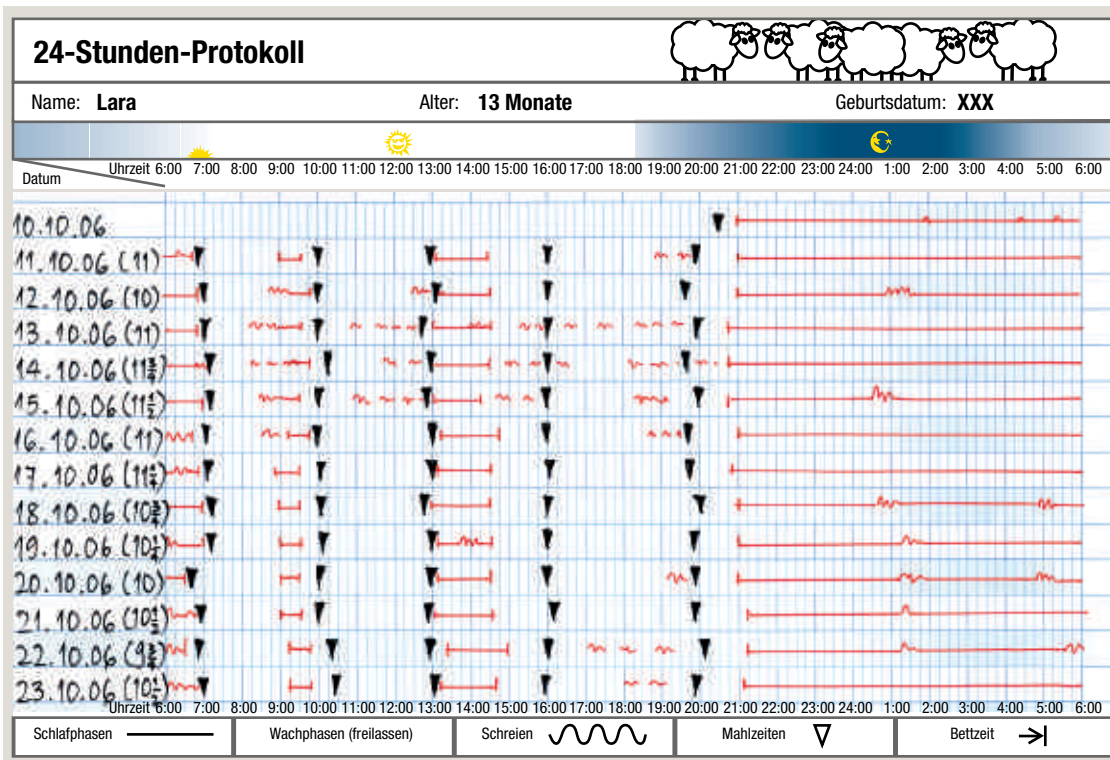 24-Stunden-Protokoll
Name: Lara Alter: 13 Monate Geburtsdatum: XXX
Datum Uhrzeit 6:00 7:00 8:00 9:00 10:00 11:00 12:00 13:00 14:00 15:00 16:00 17:00 18:00 19:00 20:00 21:00 22:00 23:00 24:00 1:00 2:00 3:00 4:00 5:00 6:00
10.10.06
11.10.06 (11)
12.10.06 (10)
13.10.06 (11)
14.10.06 (11¾)
15.10.06 (11½)
16.10.06 (11)
17.10.06
18.10.06 (10¾)
19.10.06
20.10.06 (10)
21.10.06 (10½)
22.10.06 (9¾)
23.10.06 (10½)
Uhrzeit 6:00 7:00 8:00 9:00 10:00 11:00 12:00 13:00 14:00 15:00 16:00 17:00 18:00 19:00 20:00 21:00 22:00 23:00 24:00 1:00 2:00 3:00 4:00 5:00 6:00
Schlafphasen Wachphasen (freilassen) Schreien Mahlzeiten Bettzeit